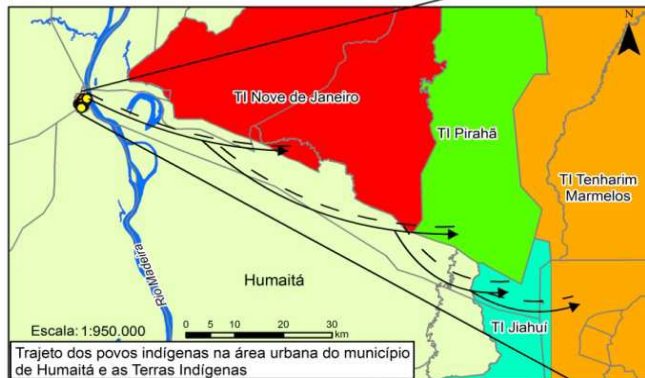 N
TI Nove de Janeiro
TI Pirahã
TI Tenharim
Marmelos
Rio Madeira
Humaitá
TI Jiahuí
Escala: 1:950.000
0 5 10 20 30
km
Trajeto dos povos indígenas na área urbana do município
de Humaitá e as Terras Indígenas